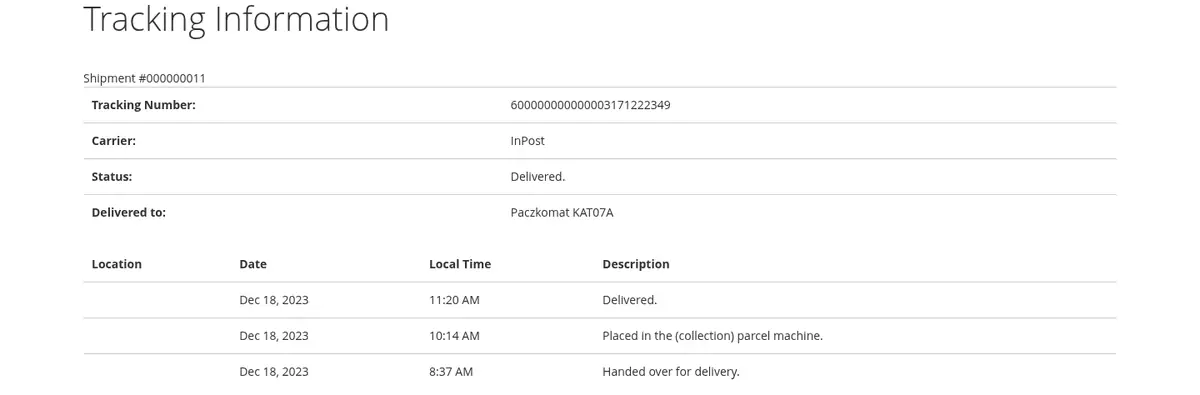 Tracking Information
Shipment #000000011
Tracking Number: 600000000000003171222349
Carrier: InPost
Status: Delivered.
Delivered to: Paczkomat KAT07A
Location Date Local Time Description
Dec 18, 2023 11:20 AM Delivered.
Dec 18, 2023 10:14 AM Placed in the (collection) parcel machine.
Dec 18, 2023 8:37 AM Handed over for delivery.